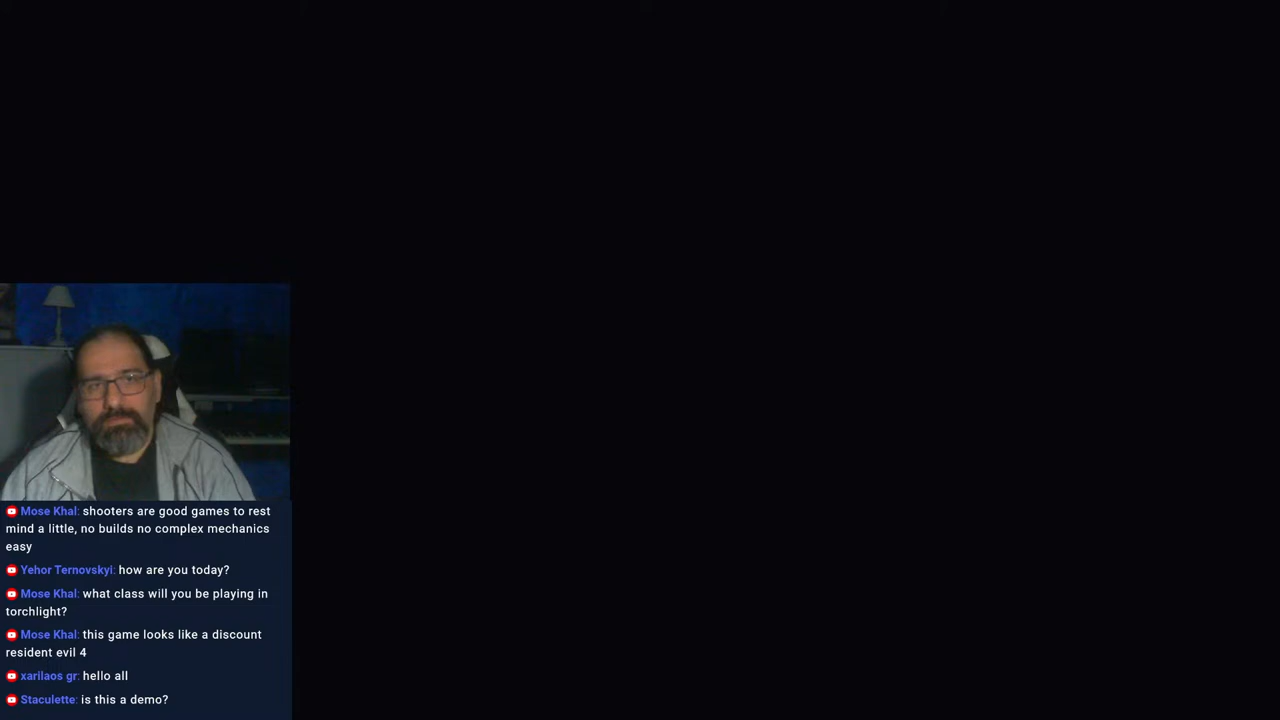 Mose Khal: shooters are good games to rest
mind a little, no builds no complex mechanics
easy
Yehor Ternovskyi: how are you today?
Mose Khal: what class will you be playing in
torchlight?
Mose Khal: this game looks like a discount
resident evil 4
xarilaos gr: hello all
Staculette: is this a demo?